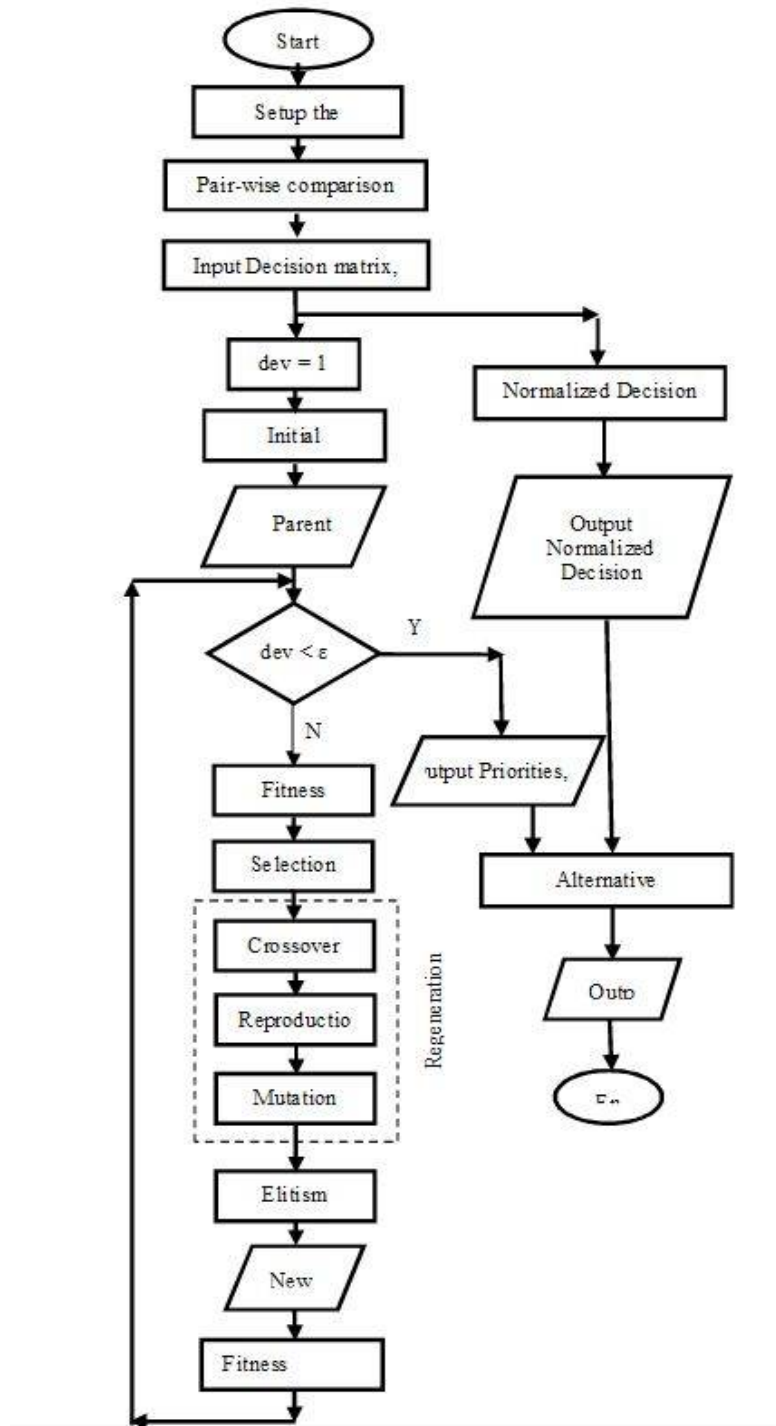 Start
Setup the
Pair-wise comparison
Input Decision matrix,
dev = 1
Initial
Parent
dev < ε
Y
N
Fitness
Selection
Crossover
Reproductio
Mutation
Regeneration
Elitism
New
Fitness
Normalized Decision
Output
Normalized
Decision
utput Priorities,
Alternative
Outp